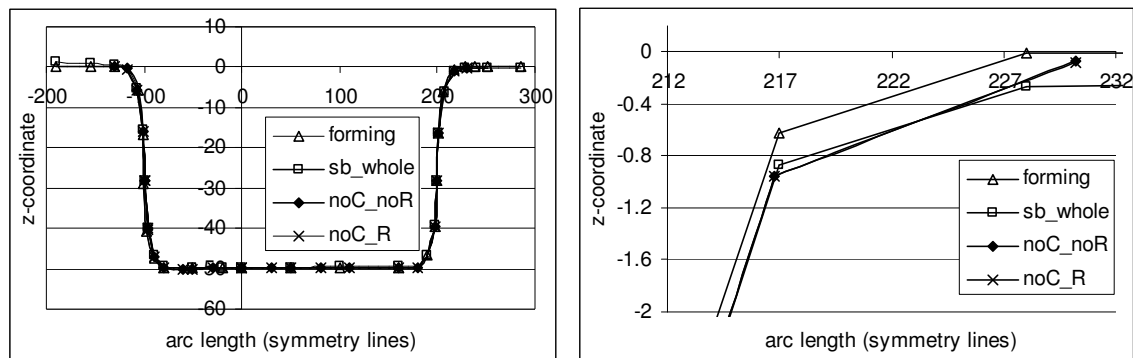 10
0
-200 -100 0 100 200 300
-10
-20
-30
-40
-50
-60
z-coordinate
forming
sb_whole
noC_noR
noC_R
arc length (symmetry lines)
0
212 217 222 227 232
-0.4
-0.8
-1.2
-1.6
-2
z-coordinate
forming
sb_whole
noC_noR
noC_R
arc length (symmetry lines)